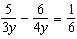 5/3y − 6/4y = 1/6